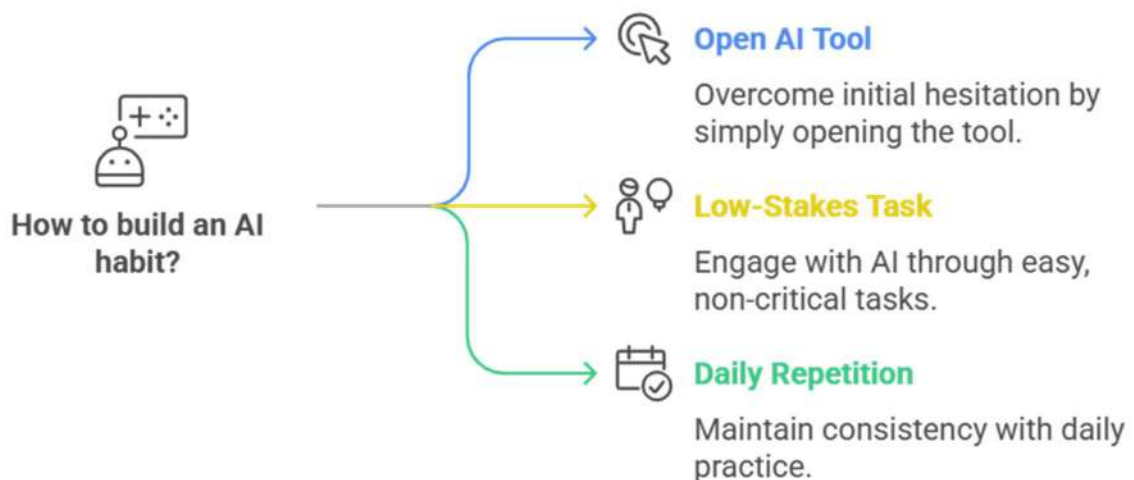 How to build an AI
habit?
Open AI Tool
Overcome initial hesitation by
simply opening the tool.
Low-Stakes Task
Engage with AI through easy,
non-critical tasks.
Daily Repetition
Maintain consistency with daily
practice.